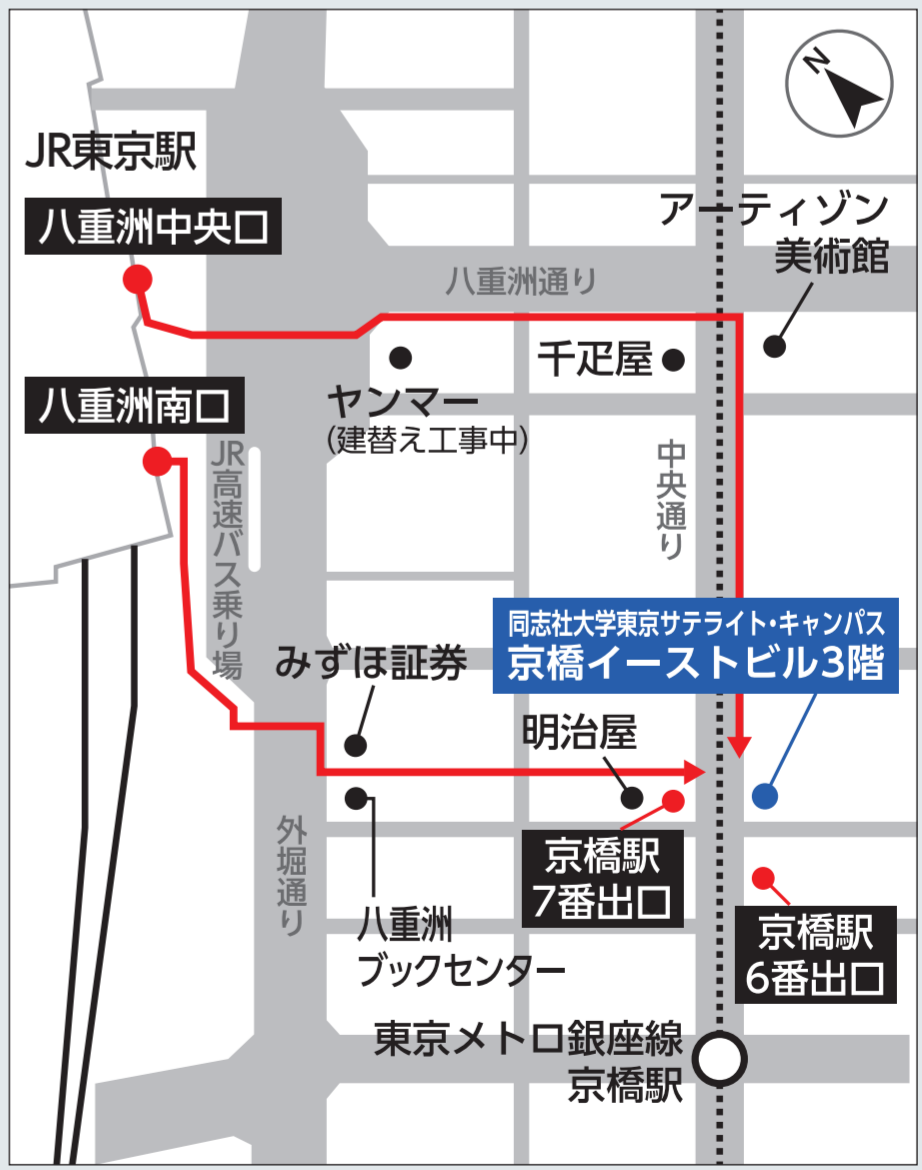 N
JR東京駅
八重洲中央口
アーティゾン
美術館
八重洲通り
千疋屋
ヤンマー
(建替え工事中)
八重洲南口
JR高速バス乗り場
中央通り
同志社大学東京サテライト・キャンパス
京橋イーストビル3階
みずほ証券
明治屋
外堀通り
京橋駅
7番出口
八重洲
ブックセンター
京橋駅
6番出口
東京メトロ銀座線
京橋駅